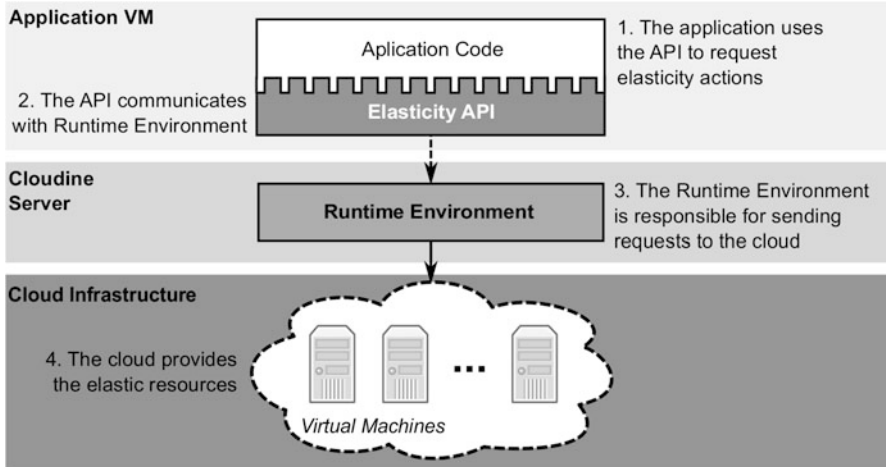 Application VM
Aplication Code
1. The application uses
the API to request
elasticity actions
2. The API communicates
with Runtime Environment
Elasticity API
Cloudine
Server
Runtime Environment
3. The Runtime Environment
is responsible for sending
requests to the cloud
Cloud Infrastructure
4. The cloud provides
the elastic resources
...
Virtual Machines